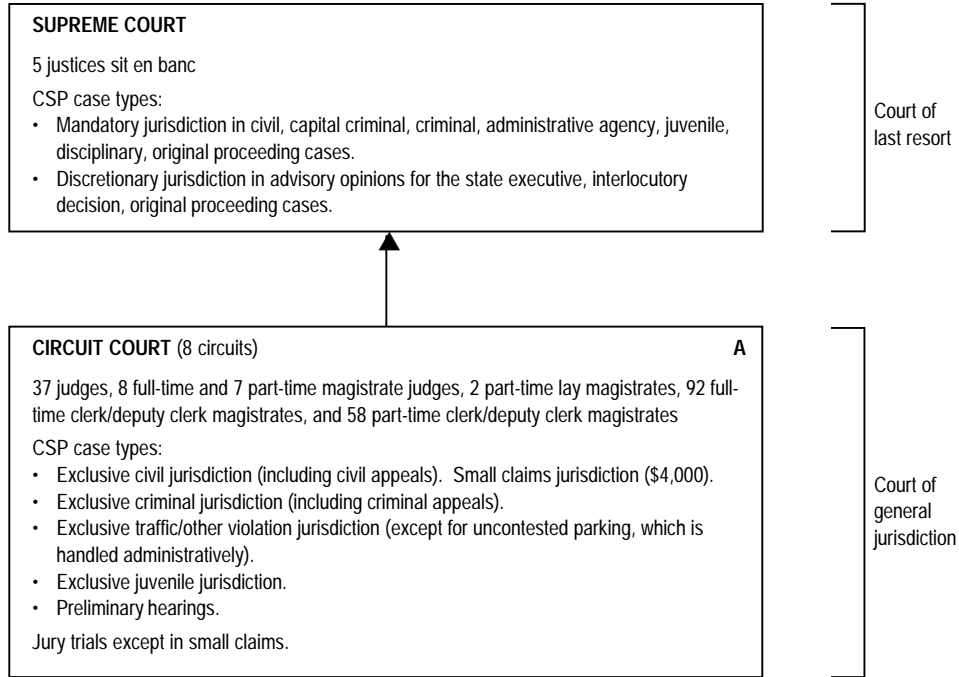 SUPREME COURT
5 justices sit en banc
CSP case types:
• Mandatory jurisdiction in civil, capital criminal, criminal, administrative agency, juvenile,
disciplinary, original proceeding cases.
• Discretionary jurisdiction in advisory opinions for the state executive, interlocutory
decision, original proceeding cases.
Court of
last resort
CIRCUIT COURT (8 circuits) A
37 judges, 8 full-time and 7 part-time magistrate judges, 2 part-time lay magistrates, 92 full-
time clerk/deputy clerk magistrates, and 58 part-time clerk/deputy clerk magistrates
CSP case types:
• Exclusive civil jurisdiction (including civil appeals). Small claims jurisdiction ($4,000).
• Exclusive criminal jurisdiction (including criminal appeals).
• Exclusive traffic/other violation jurisdiction (except for uncontested parking, which is
handled administratively).
• Exclusive juvenile jurisdiction.
• Preliminary hearings.
Jury trials except in small claims.
Court of
general
jurisdiction